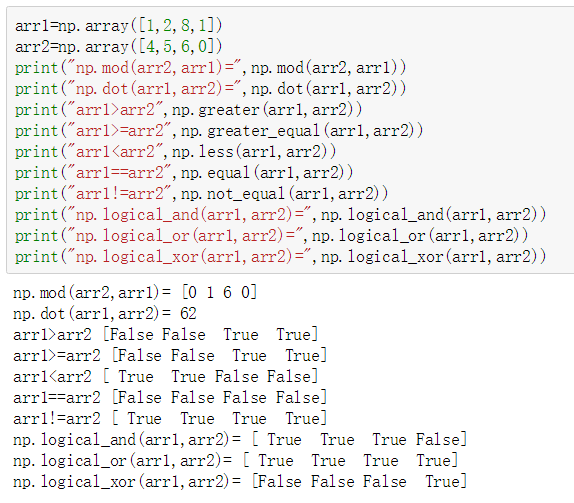 arr1=np.array([1,2,8,1])
arr2=np.array([4,5,6,0])
print("np.mod(arr2,arr1)=",np.mod(arr2,arr1))
print("np.dot(arr1,arr2)=",np.dot(arr1,arr2))
print("arr1>arr2",np.greater(arr1,arr2))
print("arr1>=arr2",np.greater_equal(arr1,arr2))
print("arr1<arr2",np.less(arr1,arr2))
print("arr1==arr2",np.equal(arr1,arr2))
print("arr1!=arr2",np.not_equal(arr1,arr2))
print("np.logical_and(arr1,arr2)=",np.logical_and(arr1,arr2))
print("np.logical_or(arr1,arr2)=",np.logical_or(arr1,arr2))
print("np.logical_xor(arr1,arr2)=",np.logical_xor(arr1,arr2))
np.mod(arr2,arr1)= [0 1 6 0]
np.dot(arr1,arr2)= 62
arr1>arr2 [False False  True  True]
arr1>=arr2 [False False  True  True]
arr1<arr2 [ True  True False False]
arr1==arr2 [False False False False]
arr1!=arr2 [ True  True  True  True]
np.logical_and(arr1,arr2)= [ True  True  True False]
np.logical_or(arr1,arr2)= [ True  True  True  True]
np.logical_xor(arr1,arr2)= [False False False  True]